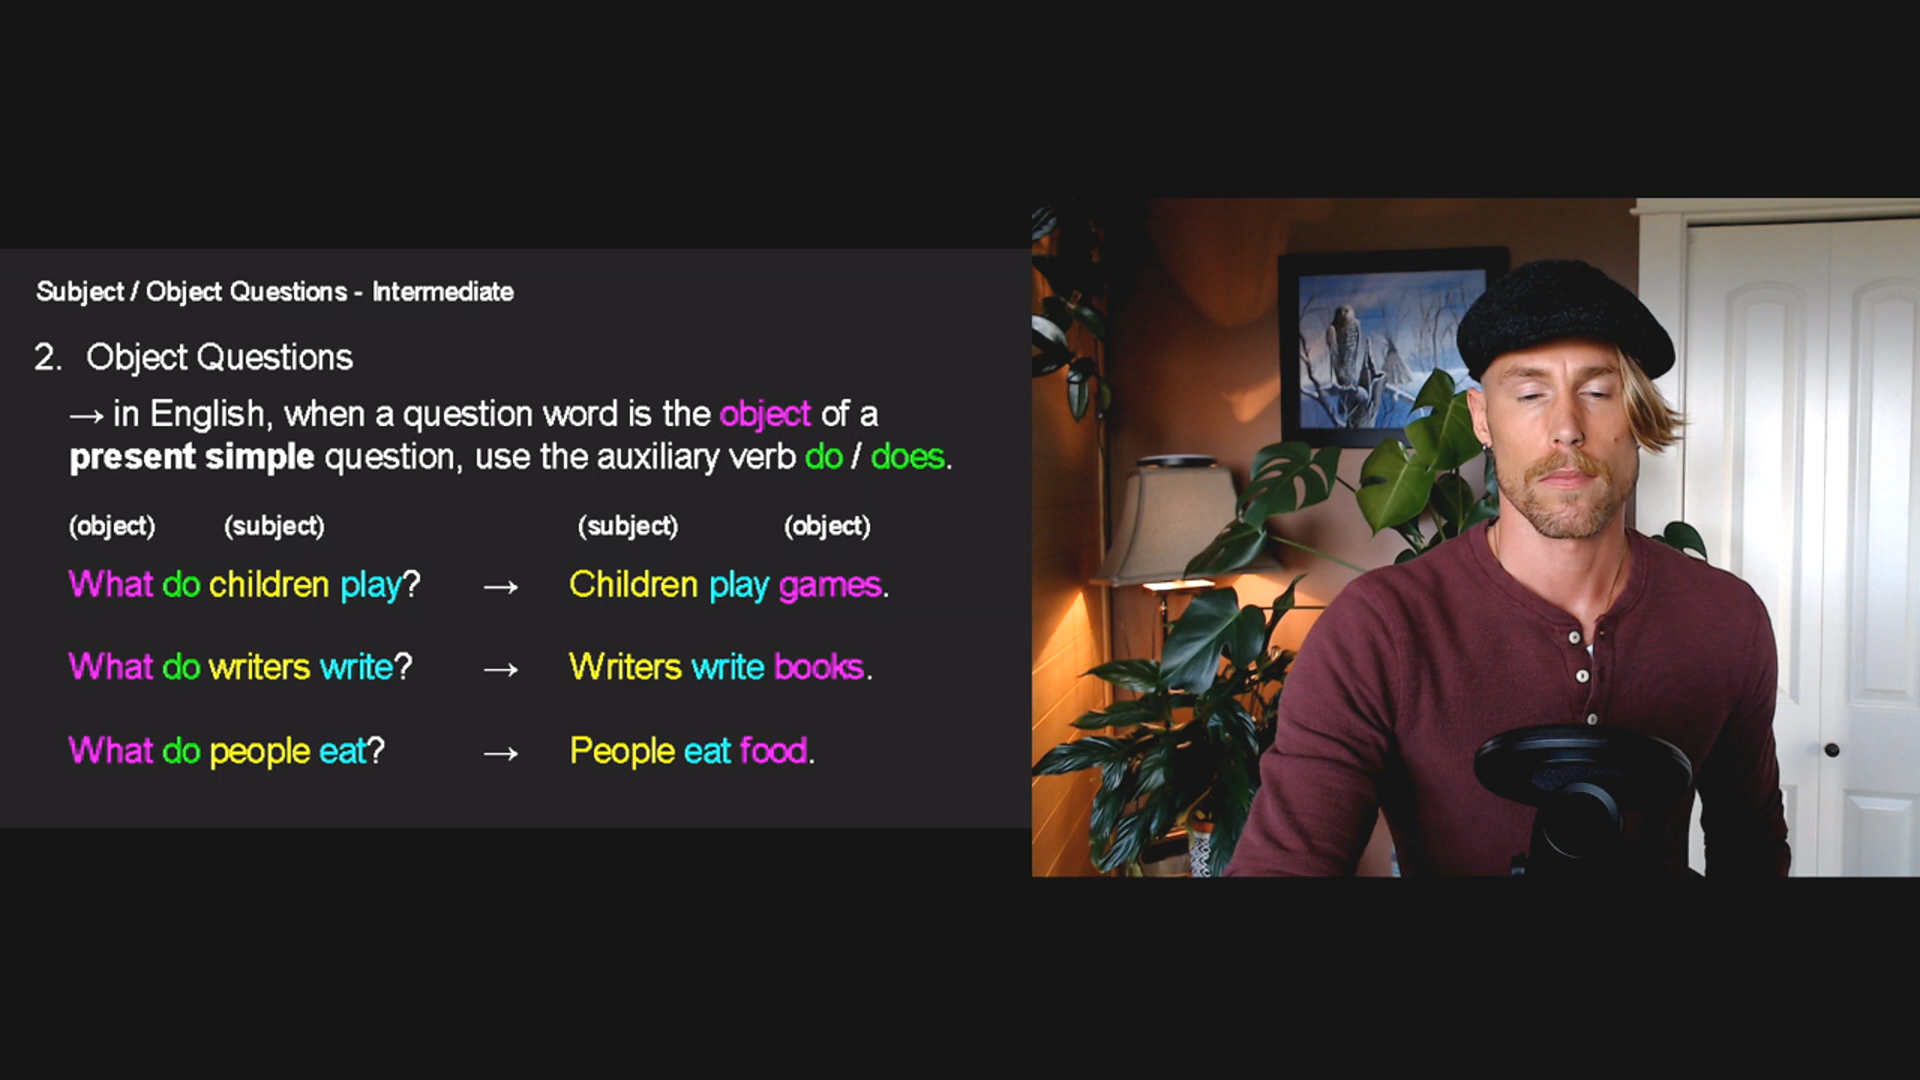 Subject / Object Questions - Intermediate
2. Object Questions
→ in English, when a question word is the object of a
present simple question, use the auxiliary verb do / does.
(object) (subject) (subject) (object)
What do children play? → Children play games.
What do writers write? → Writers write books.
What do people eat? → People eat food.